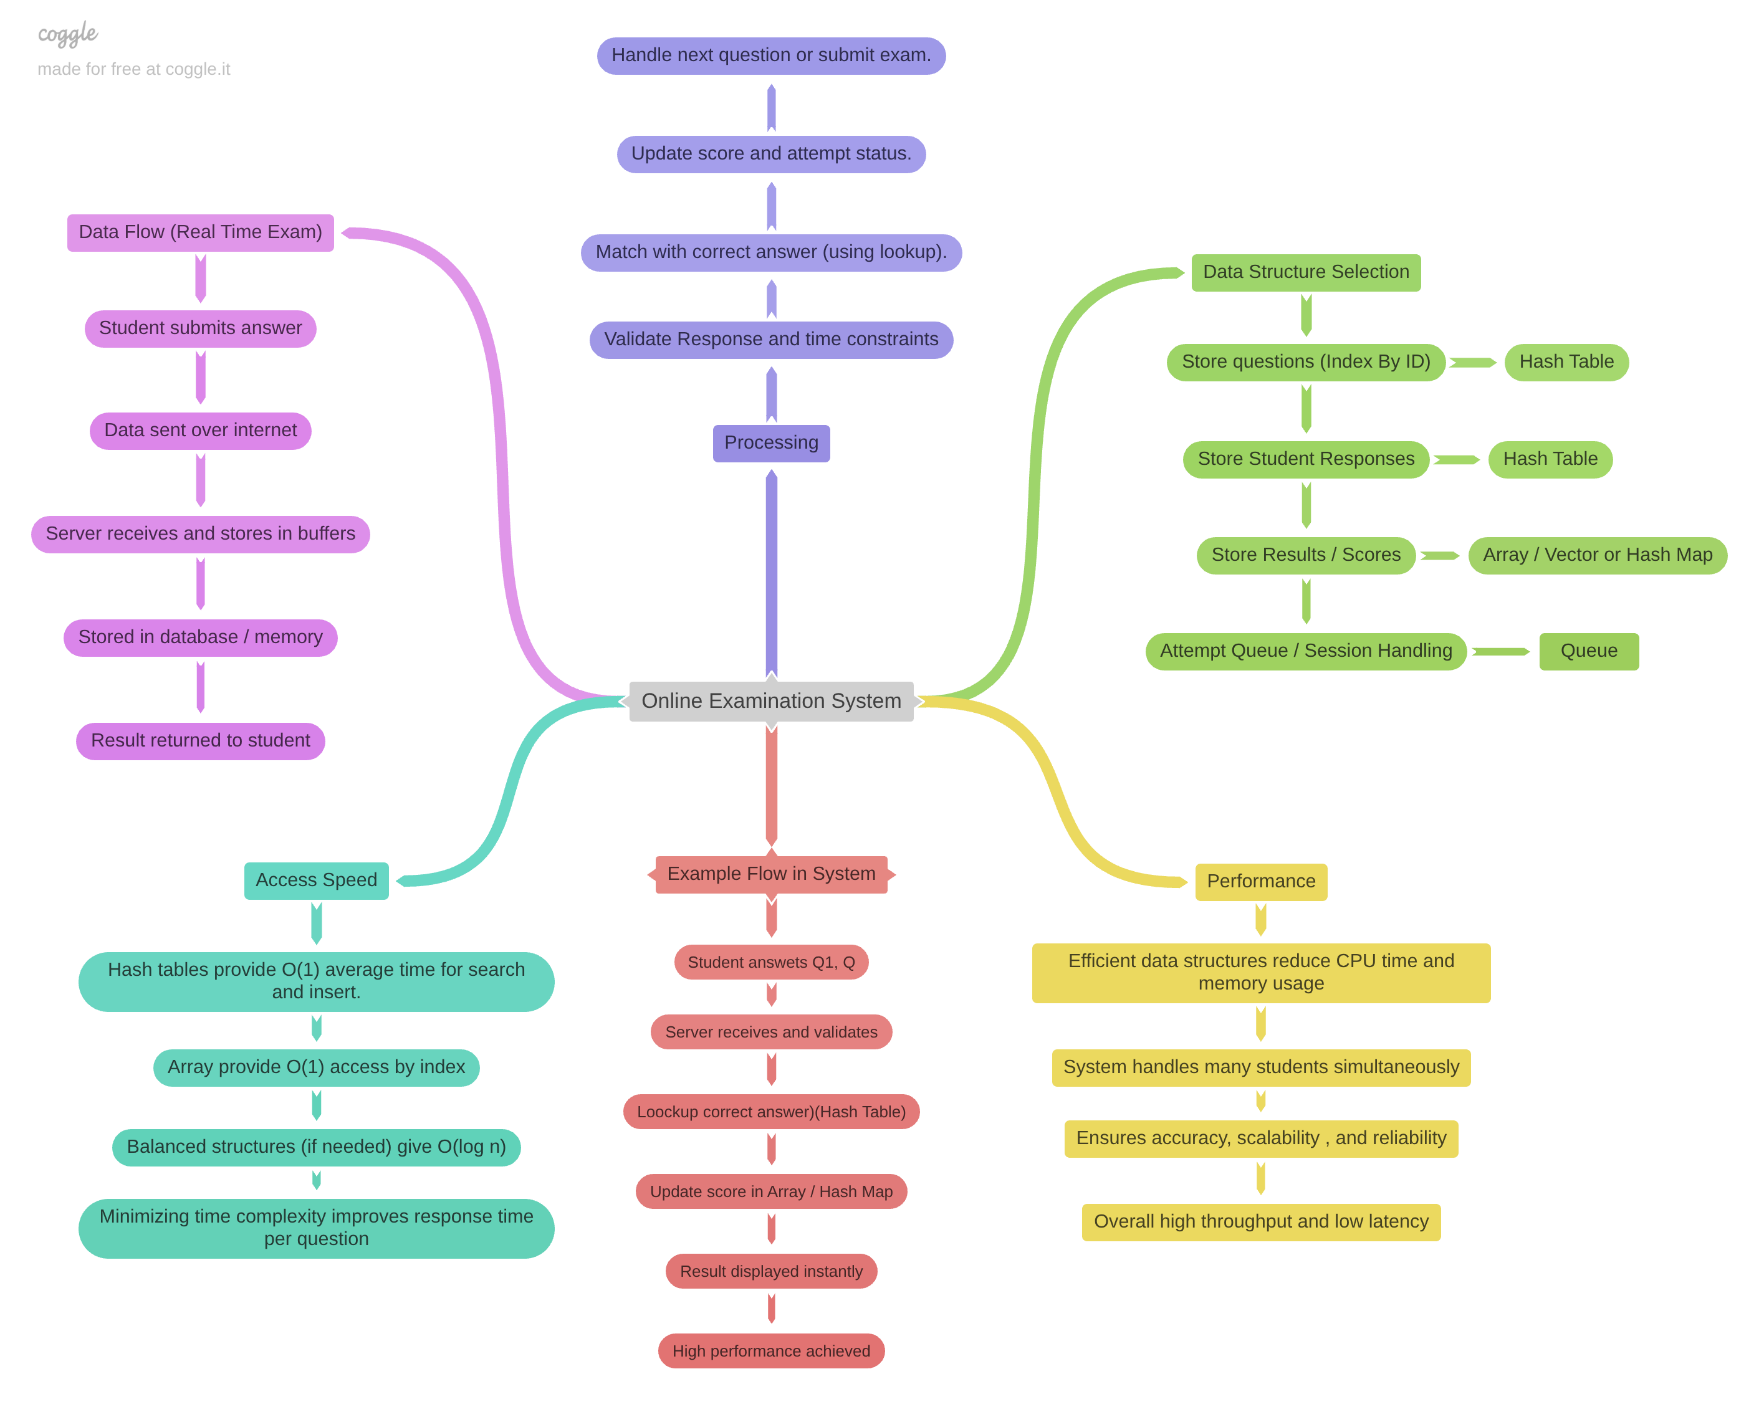 coggle
made for free at coggle.it
Handle next question or submit exam.
Update score and attempt status.
Match with correct answer (using lookup).
Validate Response and time constraints
Processing
Data Flow (Real Time Exam)
Student submits answer
Data sent over internet
Server receives and stores in buffers
Stored in database / memory
Result returned to student
Data Structure Selection
Store questions (Index By ID)
Hash Table
Store Student Responses
Hash Table
Store Results / Scores
Array / Vector or Hash Map
Attempt Queue / Session Handling
Queue
Online Examination System
Access Speed
Hash tables provide O(1) average time for search
and insert.
Array provide O(1) access by index
Balanced structures (if needed) give O(log n)
Minimizing time complexity improves response time
per question
Example Flow in System
Student answets Q1, Q
Server receives and validates
Loockup correct answer)(Hash Table)
Update score in Array / Hash Map
Result displayed instantly
High performance achieved
Performance
Efficient data structures reduce CPU time and
memory usage
System handles many students simultaneously
Ensures accuracy, scalability , and reliability
Overall high throughput and low latency